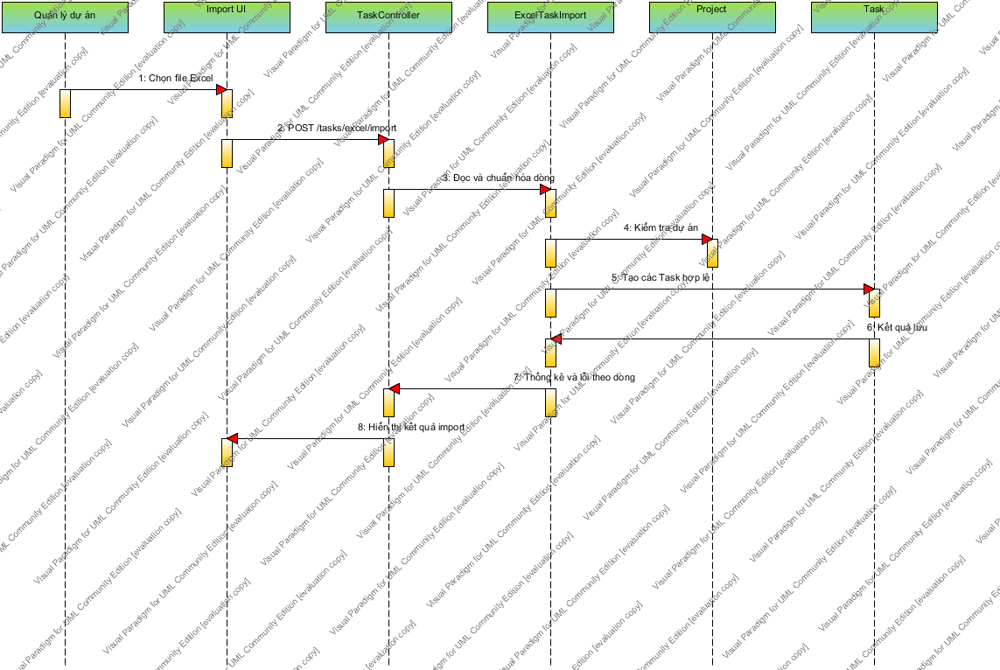 Quản lý dự án
Import UI
TaskController
ExcelTaskImport
Project
Task
1: Chọn file Excel
2: POST /tasks/excel/import
3: Đọc và chuẩn hóa dòng
4: Kiểm tra dự án
5: Tạo các Task hợp lệ
6: Kết quả lưu
7: Thống kê và lỗi theo dòng
8: Hiển thị kết quả import
Visual Paradigm for UML Community Edition [evaluation copy]